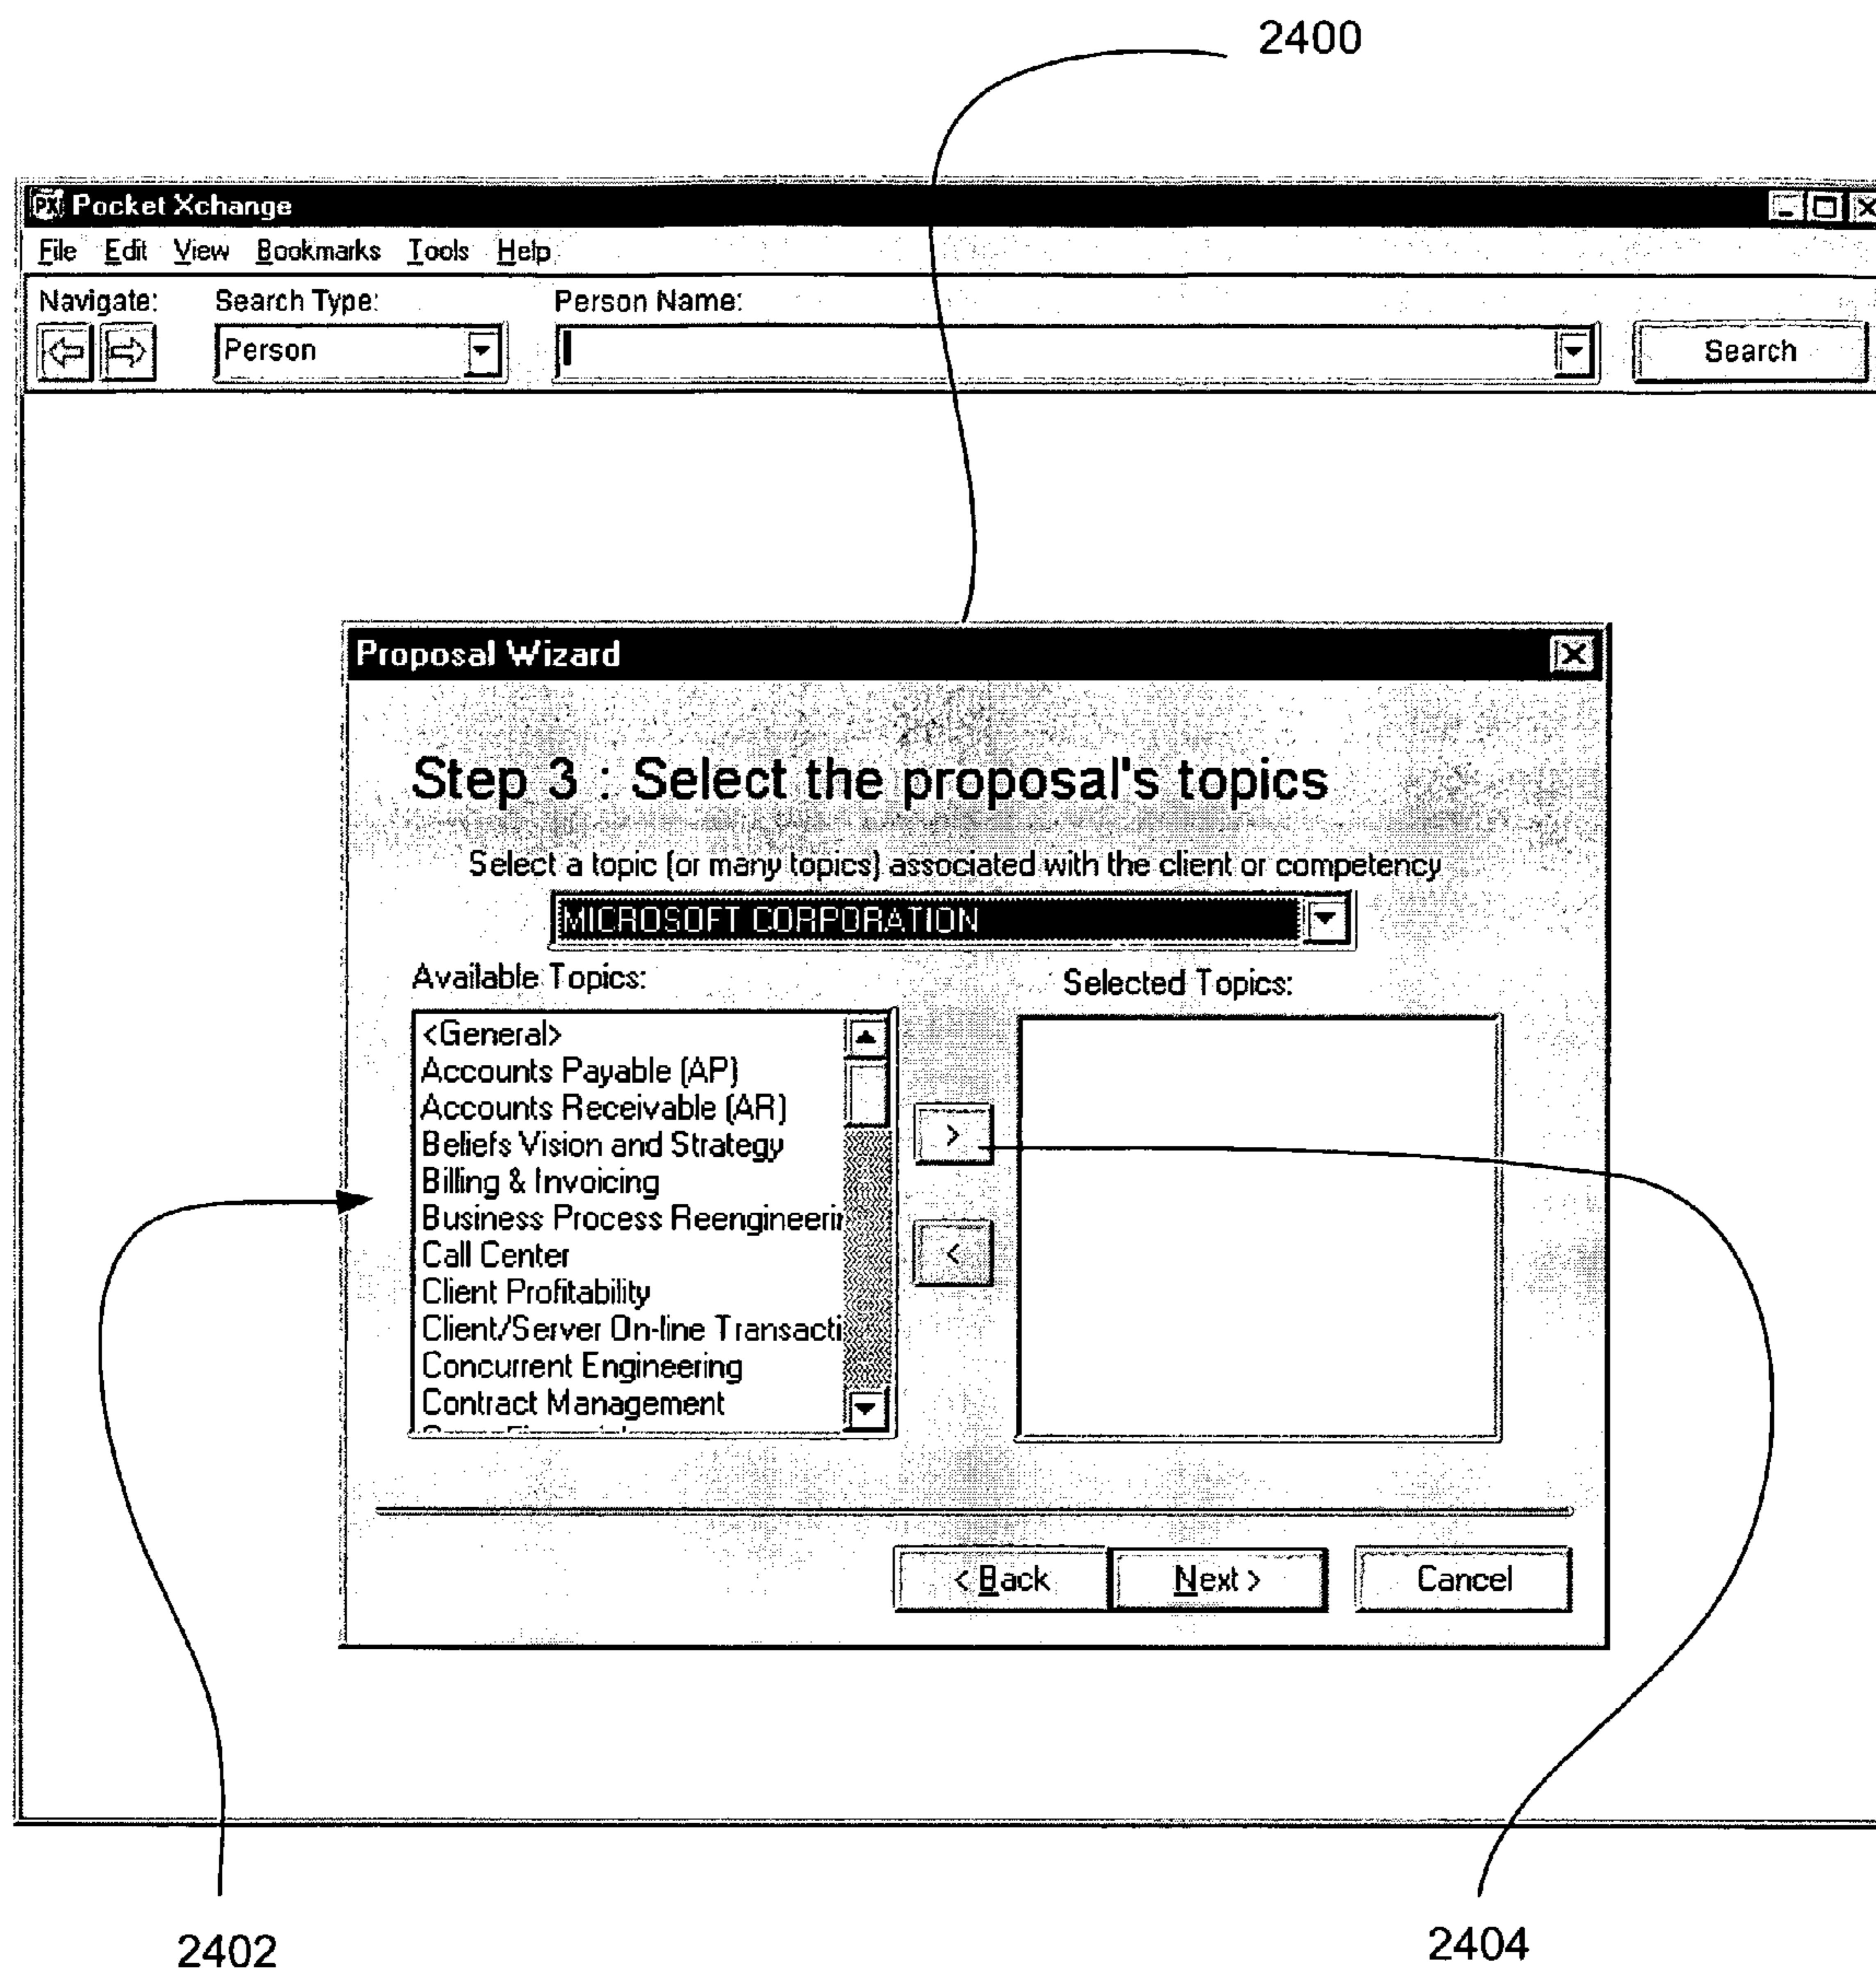 2400
PX Pocket Xchange
File Edit View Bookmarks Tools Help
Navigate: Search Type: Person Name:
Person Search
Proposal Wizard
Step 3 : Select the proposal's topics
Select a topic (or many topics) associated with the client or competency
MICROSOFT CORPORATION
Available Topics: Selected Topics:
<General>
Accounts Payable (AP)
Accounts Receivable (AR)
Beliefs Vision and Strategy
>
Billing & Invoicing
Business Process Reengineerin
Call Center
<
Client Profitability
Client/Server On-line Transacti
Concurrent Engineering
Contract Management
< Back Next > Cancel
2402 2404